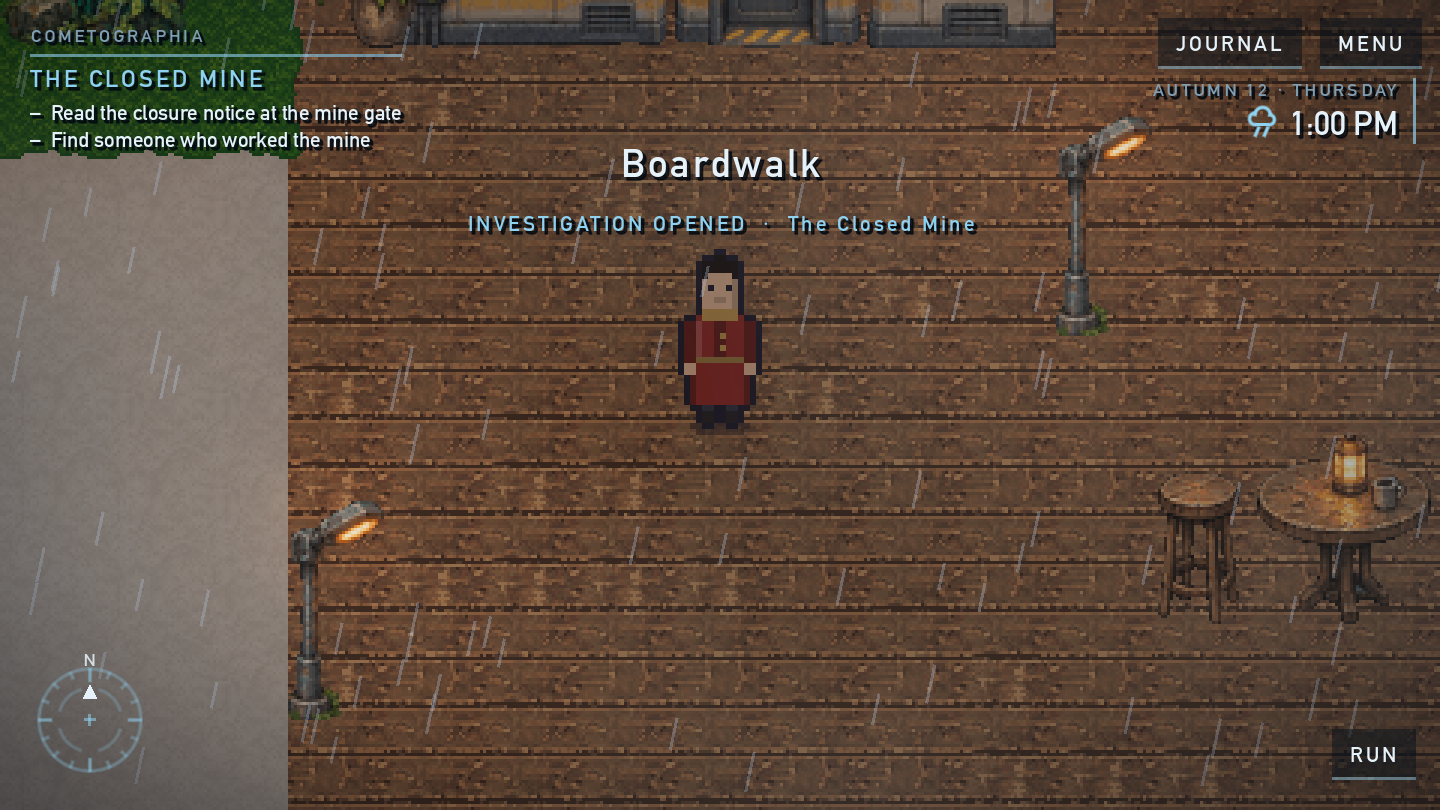 COMETOGRAPHIA
THE CLOSED MINE
– Read the closure notice at the mine gate
– Find someone who worked the mine
JOURNAL
MENU
AUTUMN 12 · THURSDAY
1:00 PM
Boardwalk
INVESTIGATION OPENED · The Closed Mine
N
RUN